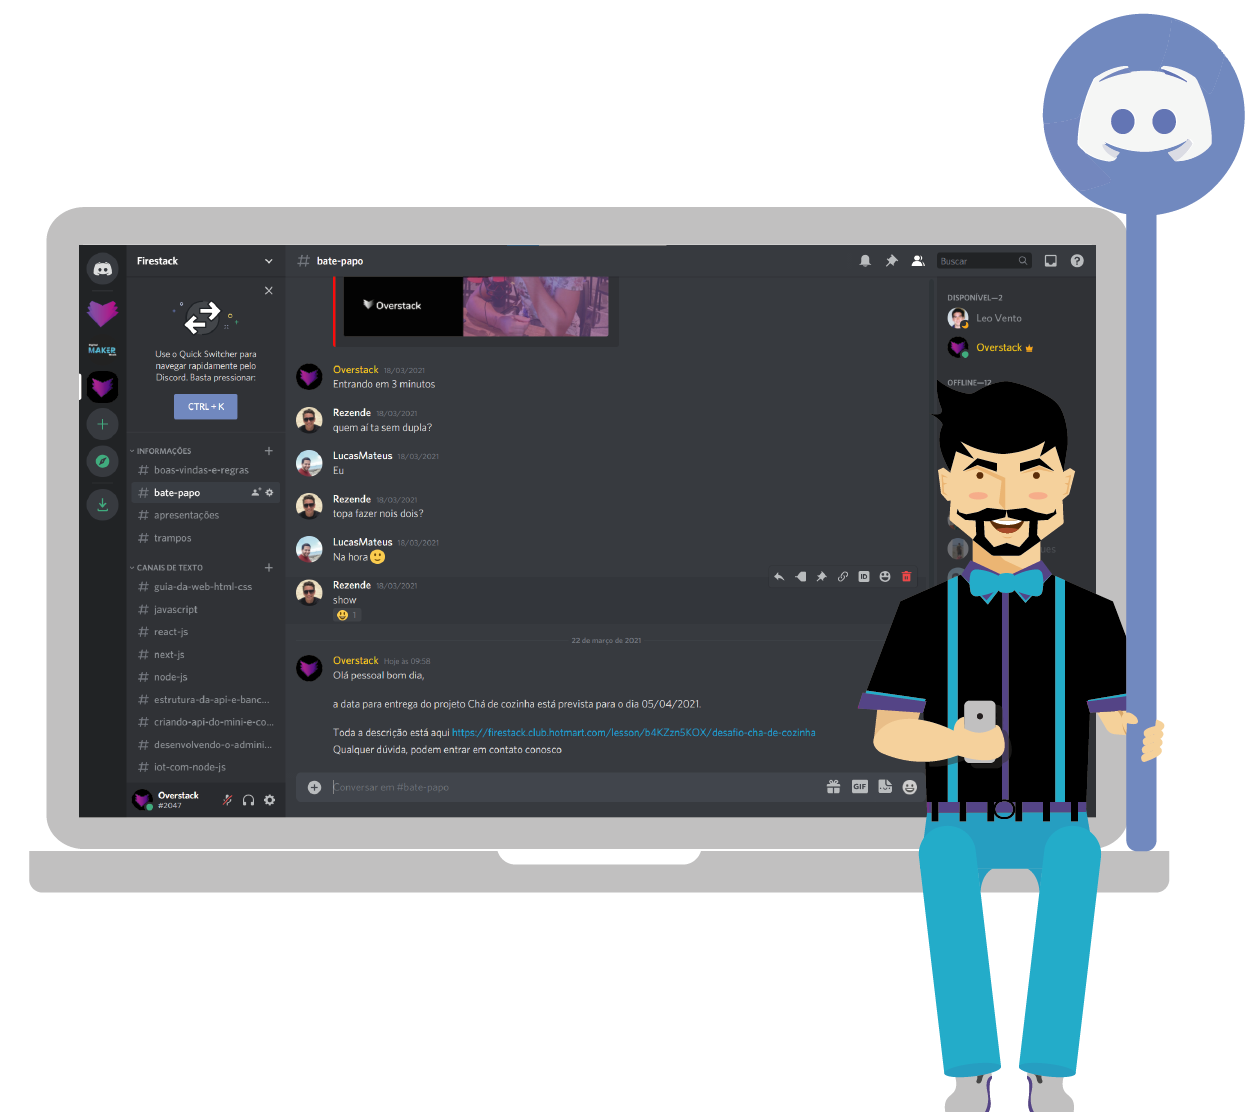 Firestack
Use o Quick Switcher para
navegar rapidamente pelo
Discord. Basta pressionar:
CTRL + K
MAKER
INFORMAÇÕES
boas-vindas-e-regras
bate-papo
apresentações
trampos
CANAIS DE TEXTO
guia-da-web-html-css
javascript
react-js
next-js
node-js
estrutura-da-api-e-banc...
criando-api-do-mini-e-co...
desenvolvendo-o-admini...
iot-com-node-js
Overstack
#2047
bate-papo
Buscar
Overstack
Overstack 18/03/2021
Entrando em 3 minutos
Rezende 18/03/2021
quem aí ta sem dupla?
LucasMateus 18/03/2021
Eu
Rezende 18/03/2021
topa fazer nois dois?
LucasMateus 18/03/2021
Na hora 🙂
Rezende 18/03/2021
show
😃 1
ID
22 de março de 2021
Overstack Hoje às 09:58
Olá pessoal bom dia,
a data para entrega do projeto Chá de cozinha está prevista para o dia 05/04/2021.
Toda a descrição está aqui https://firestack.club.hotmart.com/lesson/b4KZzn5KOX/desafio-cha-de-cozinha
Qualquer dúvida, podem entrar em contato conosco
Conversar em #bate-papo
GIF
DISPONÍVEL—2
Leo Vento
Overstack
OFFLINE—12